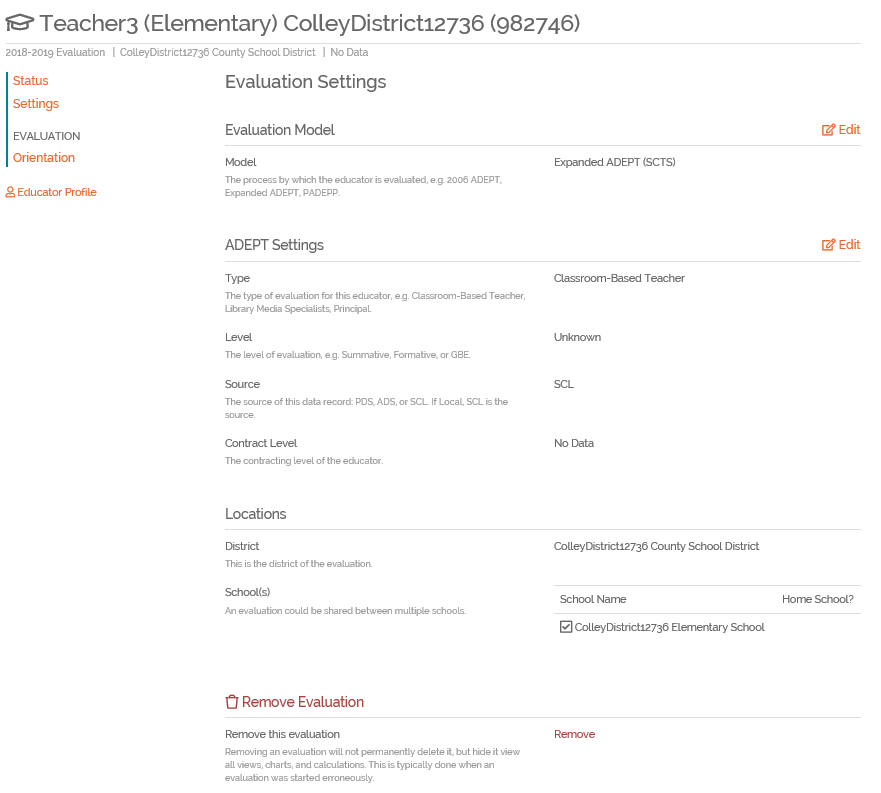 Teacher3 (Elementary) ColleyDistrict12736 (982746)
2018-2019 Evaluation | ColleyDistrict12736 County School District | No Data
Status
Settings
EVALUATION
Orientation
Educator Profile
Evaluation Settings
Evaluation Model Edit
Model Expanded ADEPT (SCTS)
The process by which the educator is evaluated, e.g. 2006 ADEPT,
Expanded ADEPT, PADEPP.
ADEPT Settings Edit
Type Classroom-Based Teacher
The type of evaluation for this educator, e.g. Classroom-Based Teacher,
Library Media Specialists, Principal.
Level Unknown
The level of evaluation, e.g. Summative, Formative, or GBE.
Source SCL
The source of this data record: PDS, ADS, or SCL. If Local, SCL is the
source.
Contract Level No Data
The contracting level of the educator.
Locations
District ColleyDistrict12736 County School District
This is the district of the evaluation.
School(s)
An evaluation could be shared between multiple schools.
School Name Home School?
ColleyDistrict12736 Elementary School
Remove Evaluation
Remove this evaluation Remove
Removing an evaluation will not permanently delete it, but hide it view
all views, charts, and calculations. This is typically done when an
evaluation was started erroneously.